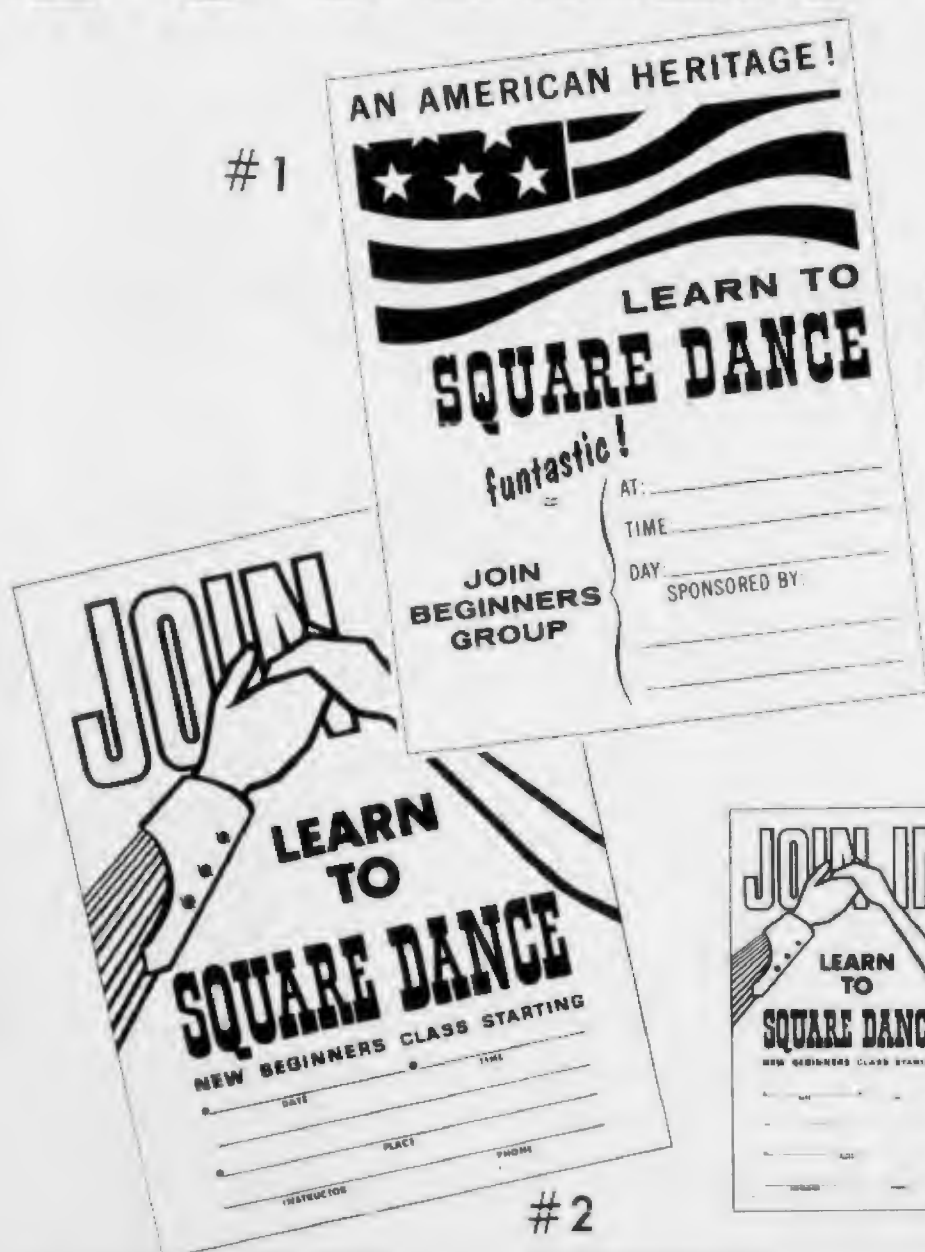 #1
AN AMERICAN HERITAGE!
LEARN TO
SQUARE DANCE
funtastic!
JOIN
BEGINNERS
GROUP
AT:
TIME
DAY:
SPONSORED BY:
JOIN
LEARN
TO
SQUARE DANCE
NEW BEGINNERS CLASS STARTING
DATE TIME
PLACE
INSTRUCTOR PHONE
#2
JOIN
LEARN
TO
SQUARE DANC
NEW BEGINNERS CLASS